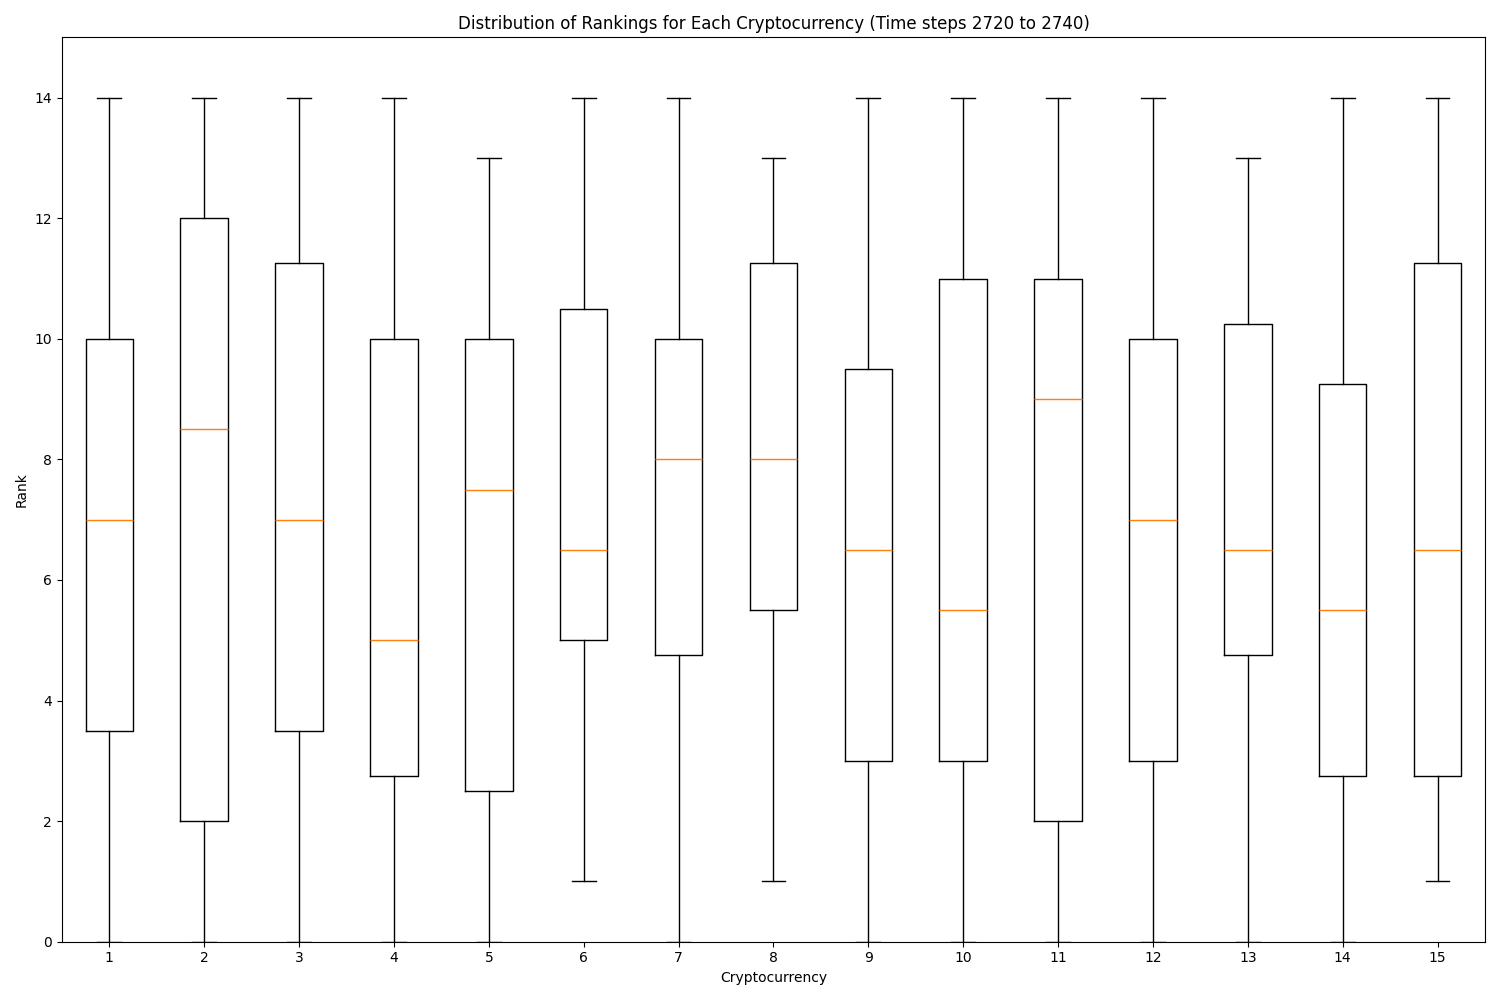 Distribution of Rankings for Each Cryptocurrency (Time steps 2720 to 2740)
Rank
14
12
10
8
6
4
2
0
1 2 3 4 5 6 7 8 9 10 11 12 13 14 15
Cryptocurrency